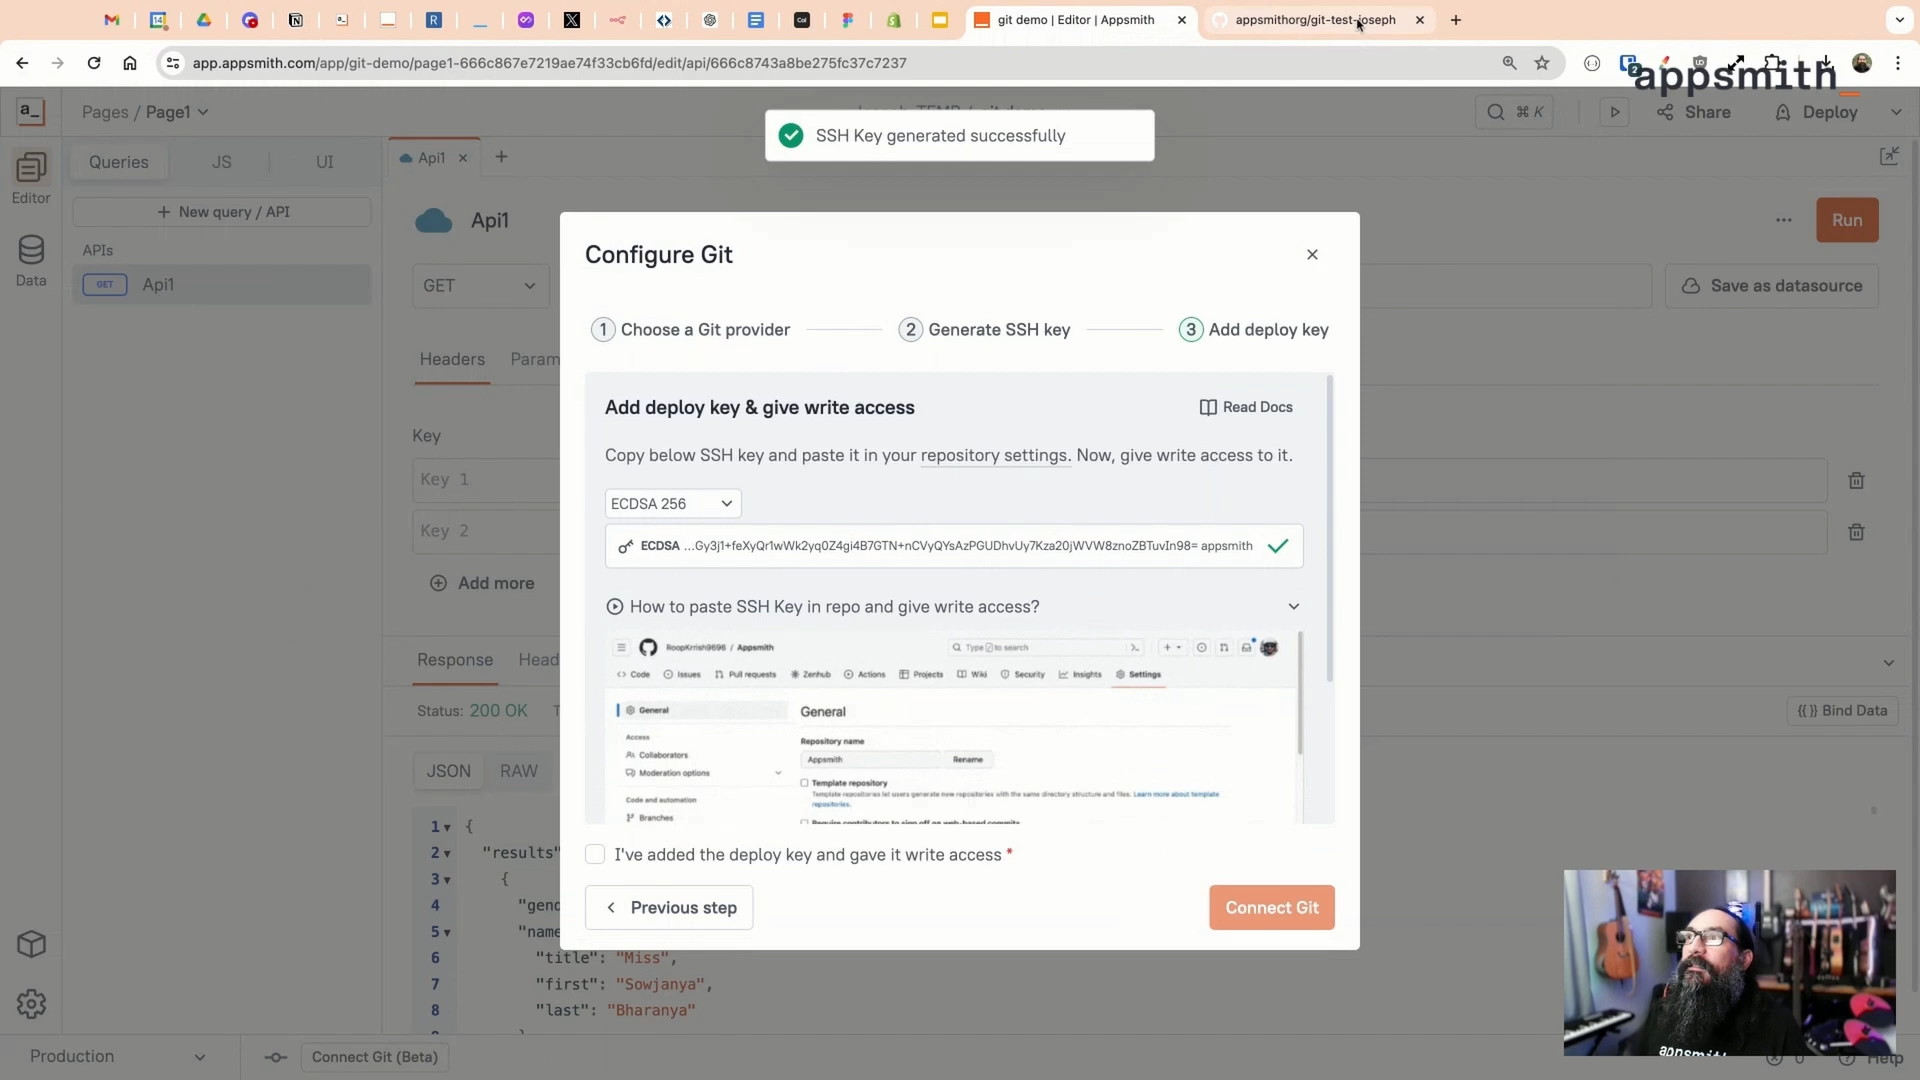 git demo | Editor | Appsmith
appsmithorg/git-test-joseph
app.appsmith.com/app/git-demo/page1-666c867e7219ae74f33cb6fd/edit/api/666c8743a8be275fc37c7237
appsmith
Pages / Page1
⌘ K
Share
Deploy
SSH Key generated successfully
Queries
JS
UI
Api1
Editor
+ New query / API
Api1
Run
APIs
GET Api1
Data
GET
Save as datasource
Configure Git
1 Choose a Git provider
2 Generate SSH key
3 Add deploy key
Headers
Param
Add deploy key & give write access
Read Docs
Key
Copy below SSH key and paste it in your repository settings. Now, give write access to it.
Key 1
ECDSA 256
Key 2
ECDSA ...Gy3j1+feXyQr1wWk2yq0Z4gi4B7GTN+nCVyQYsAzPGUDhvUy7Kza20jWVW8znoZBTuvIn98= appsmith
Add more
How to paste SSH Key in repo and give write access?
RoopKrrish9696 / Appsmith
Type / to search
Code
Issues
Pull requests
Zenhub
Actions
Projects
Wiki
Security
Insights
Settings
Response
Head
General
General
Status: 200 OK
{ } Bind Data
Access
Repository name
Collaborators
Appsmith
Rename
Moderation options
JSON
RAW
Template repository
Template repositories let users generate new repositories with the same directory structure and files. Learn more about template repositories.
Code and automation
Branches
Require contributors to sign off on web-based commits
1 {
2 "results"
3 {
4 "gend
5 "name
6 "title": "Miss",
7 "first": "Sowjanya",
8 "last": "Bharanya"
I've added the deploy key and gave it write access *
Previous step
Connect Git
appsmith
Production
Connect Git (Beta)
0
Help